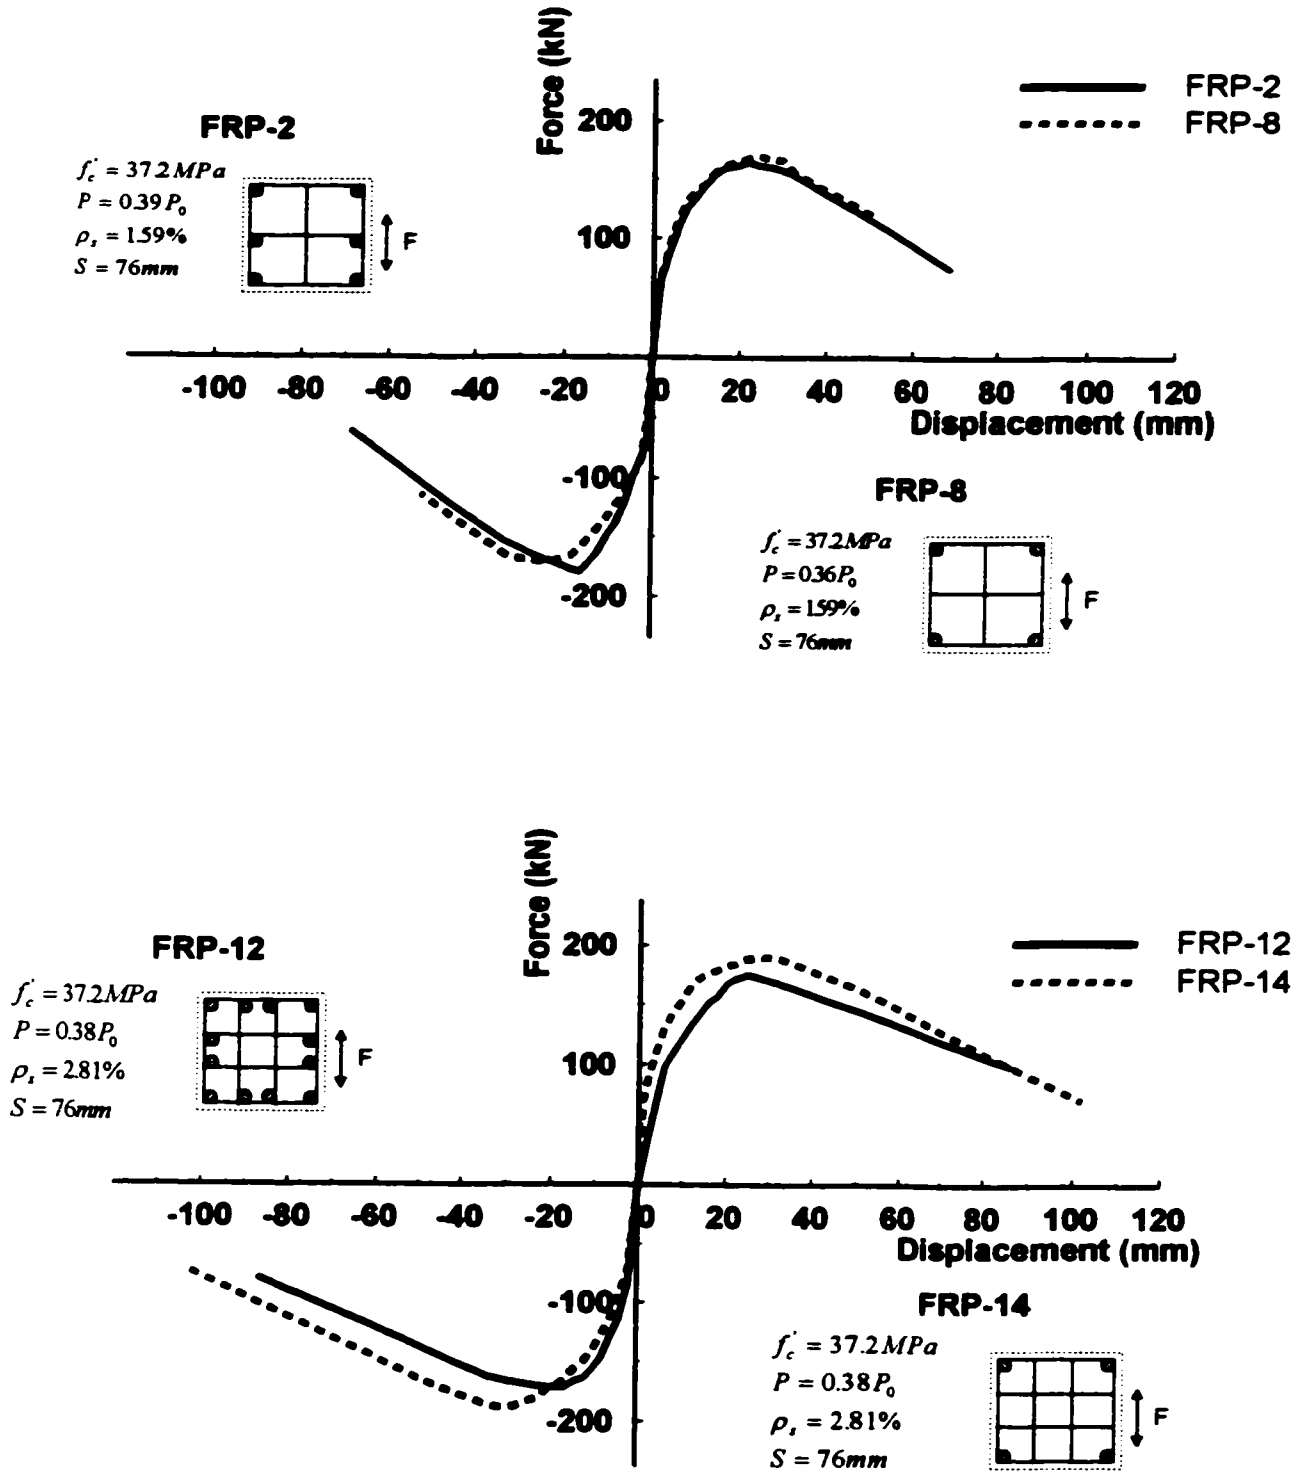 Force (kN)
FRP-2
FRP-8
200
FRP-2
f'c = 37.2MPa
P = 0.39P0
ρs = 1.59%
S = 76mm
F
100
-100 -80 -60 -40 -20 0 20 40 60 80 100 120
Displacement (mm)
-100
FRP-8
f'c = 37.2MPa
P = 0.36P0
ρs = 1.59%
S = 76mm
F
-200
Force (kN)
FRP-12
FRP-14
200
FRP-12
f'c = 37.2MPa
P = 0.38P0
ρs = 2.81%
S = 76mm
F
100
-100 -80 -60 -40 -20 0 20 40 60 80 100 120
Displacement (mm)
-100
FRP-14
f'c = 37.2MPa
P = 0.38P0
ρs = 2.81%
S = 76mm
F
-200